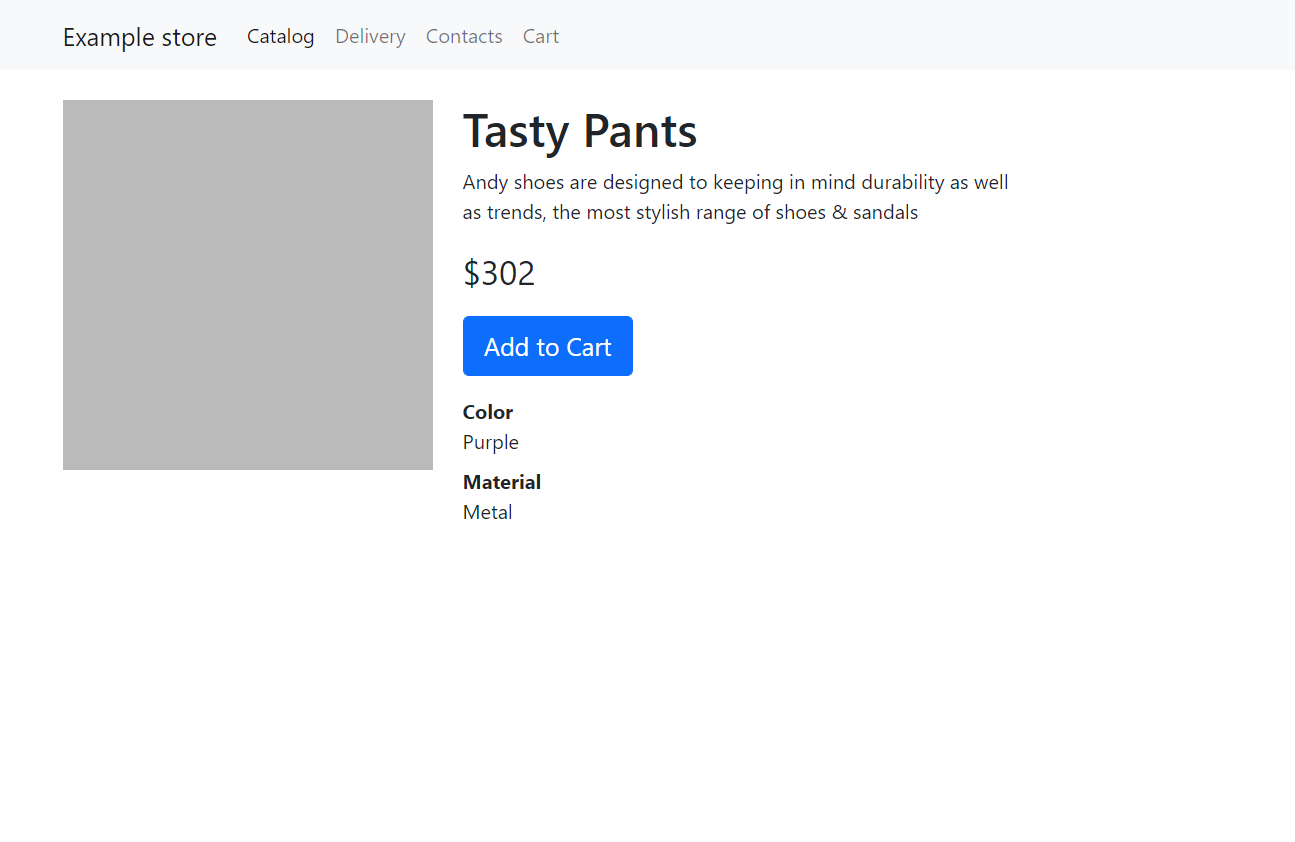 Example store Catalog Delivery Contacts Cart
Tasty Pants
Andy shoes are designed to keeping in mind durability as well
as trends, the most stylish range of shoes & sandals
$302
Add to Cart
Color
Purple
Material
Metal